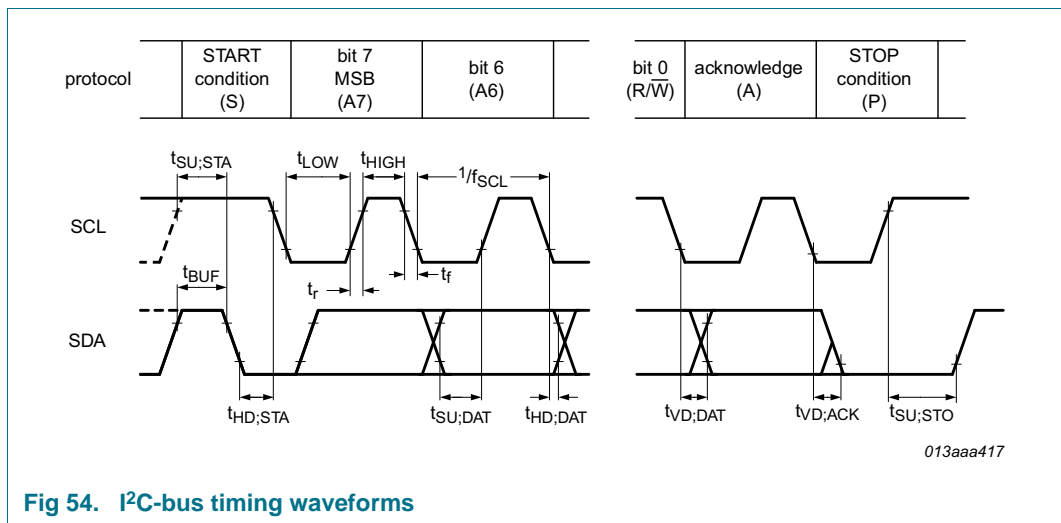 protocol
START
condition
(S)
bit 7
MSB
(A7)
bit 6
(A6)
bit 0
(R/W̅)
acknowledge
(A)
STOP
condition
(P)
tSU;STA
tLOW
tHIGH
1/fSCL
SCL
tBUF
tr
tf
SDA
tHD;STA
tSU;DAT
tHD;DAT
tVD;DAT
tVD;ACK
tSU;STO
013aaa417
Fig 54. I²C-bus timing waveforms